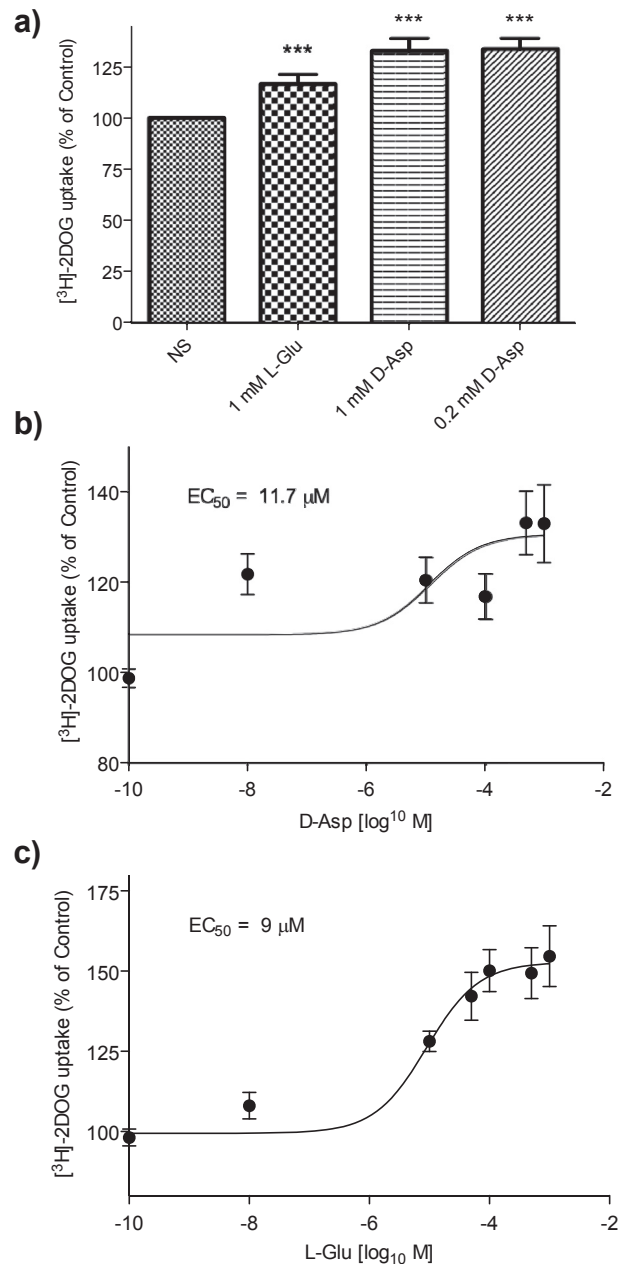 a)
*** *** ***
[³H]-2DOG uptake (% of Control)
125
100
75
50
25
0
NS
1 mM L-Glu
1 mM D-Asp
0.2 mM D-Asp
b)
[³H]-2DOG uptake (% of Control)
EC₅₀ = 11.7 µM
140
120
100
80
-10 -8 -6 -4 -2
D-Asp [log¹⁰ M]
c)
[³H]-2DOG uptake (% of Control)
175
EC₅₀ = 9 µM
150
125
100
-10 -8 -6 -4 -2
L-Glu [log₁₀ M]